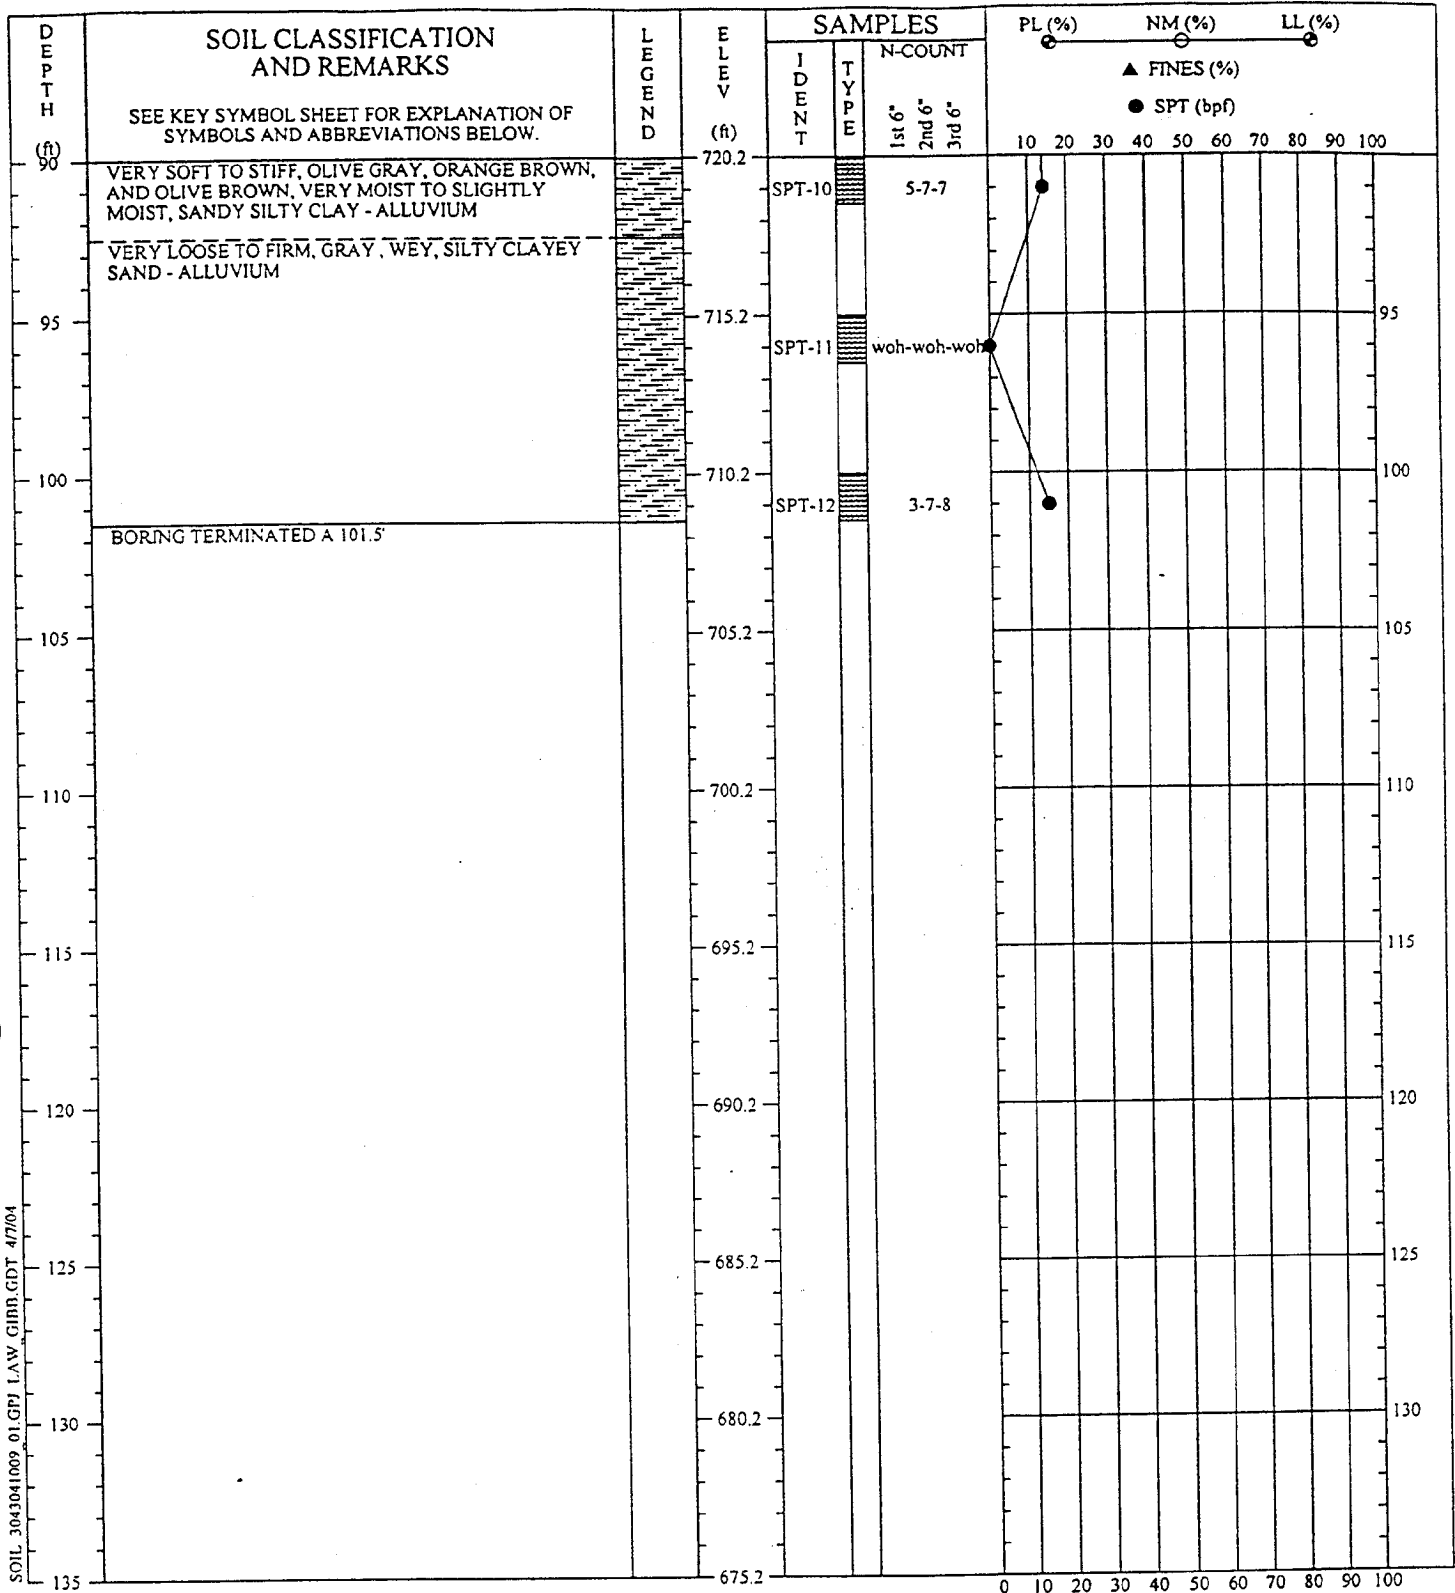 DEPTH
(ft)
SOIL CLASSIFICATION
AND REMARKS
SEE KEY SYMBOL SHEET FOR EXPLANATION OF
SYMBOLS AND ABBREVIATIONS BELOW.
LEGEND
ELEV
(ft)
SAMPLES
IDENT
TYPE
N-COUNT
1st 6"
2nd 6"
3rd 6"
PL (%) NM (%) LL (%)
▲ FINES (%)
● SPT (bpf)
10 20 30 40 50 60 70 80 90 100
90
VERY SOFT TO STIFF, OLIVE GRAY, ORANGE BROWN,
AND OLIVE BROWN, VERY MOIST TO SLIGHTLY
MOIST, SANDY SILTY CLAY - ALLUVIUM
720.2
SPT-10 5-7-7
VERY LOOSE TO FIRM, GRAY , WEY, SILTY CLAYEY
SAND - ALLUVIUM
95 715.2 95
SPT-11 woh-woh-woh
100 710.2 100
SPT-12 3-7-8
BORING TERMINATED A 101.5'
105 705.2 105
110 700.2 110
115 695.2 115
120 690.2 120
125 685.2 125
130 680.2 130
135 675.2
0 10 20 30 40 50 60 70 80 90 100
SOIL 3043041009_01.GPJ LAW_GIBB.GDT 4/7/04